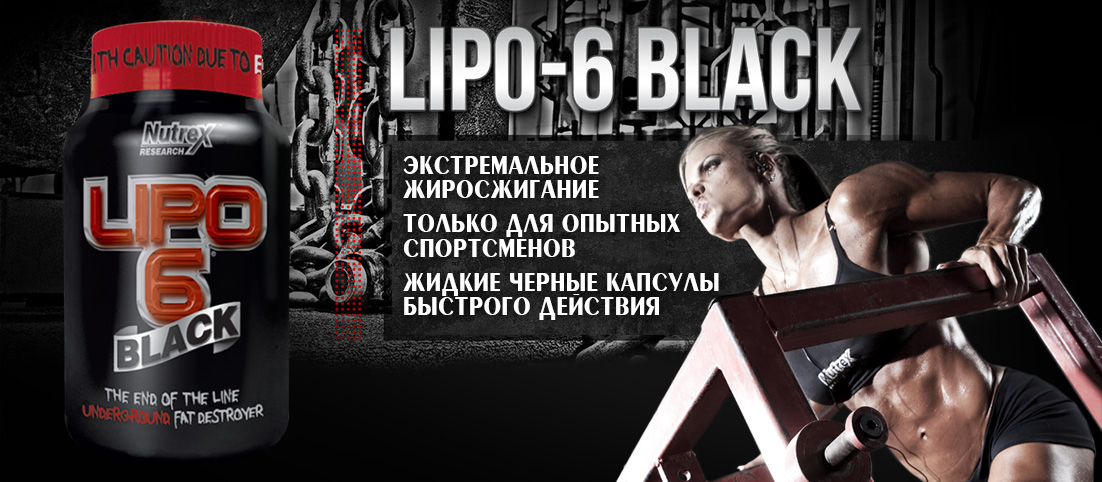 LIPO-6 BLACK
ЭКСТРЕМАЛЬНОЕ
ЖИРОСЖИГАНИЕ
ТОЛЬКО ДЛЯ ОПЫТНЫХ
СПОРТСМЕНОВ
ЖИДКИЕ ЧЕРНЫЕ КАПСУЛЫ
БЫСТРОГО ДЕЙСТВИЯ
ITH CAUTION DUE TO E
Nutrex
RESEARCH
LIPO
6
BLACK
THE END OF THE LINE
UNDERGROUND FAT DESTROYER
Nutrex